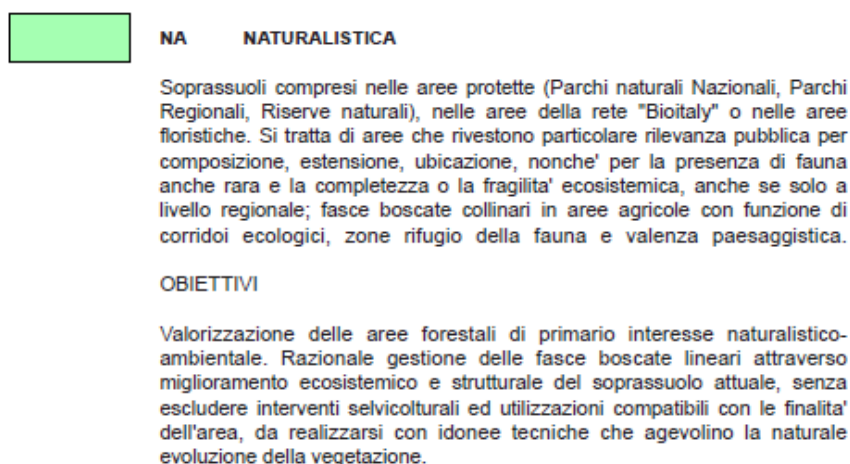 NA NATURALISTICA
Soprassuoli compresi nelle aree protette (Parchi naturali Nazionali, Parchi
Regionali, Riserve naturali), nelle aree della rete "Bioitaly" o nelle aree
floristiche. Si tratta di aree che rivestono particolare rilevanza pubblica per
composizione, estensione, ubicazione, nonche' per la presenza di fauna
anche rara e la completezza o la fragilita' ecosistemica, anche se solo a
livello regionale; fasce boscate collinari in aree agricole con funzione di
corridoi ecologici, zone rifugio della fauna e valenza paesaggistica.
OBIETTIVI
Valorizzazione delle aree forestali di primario interesse naturalistico-
ambientale. Razionale gestione delle fasce boscate lineari attraverso
miglioramento ecosistemico e strutturale del soprassuolo attuale, senza
escludere interventi selvicolturali ed utilizzazioni compatibili con le finalita'
dell'area, da realizzarsi con idonee tecniche che agevolino la naturale
evoluzione della vegetazione.